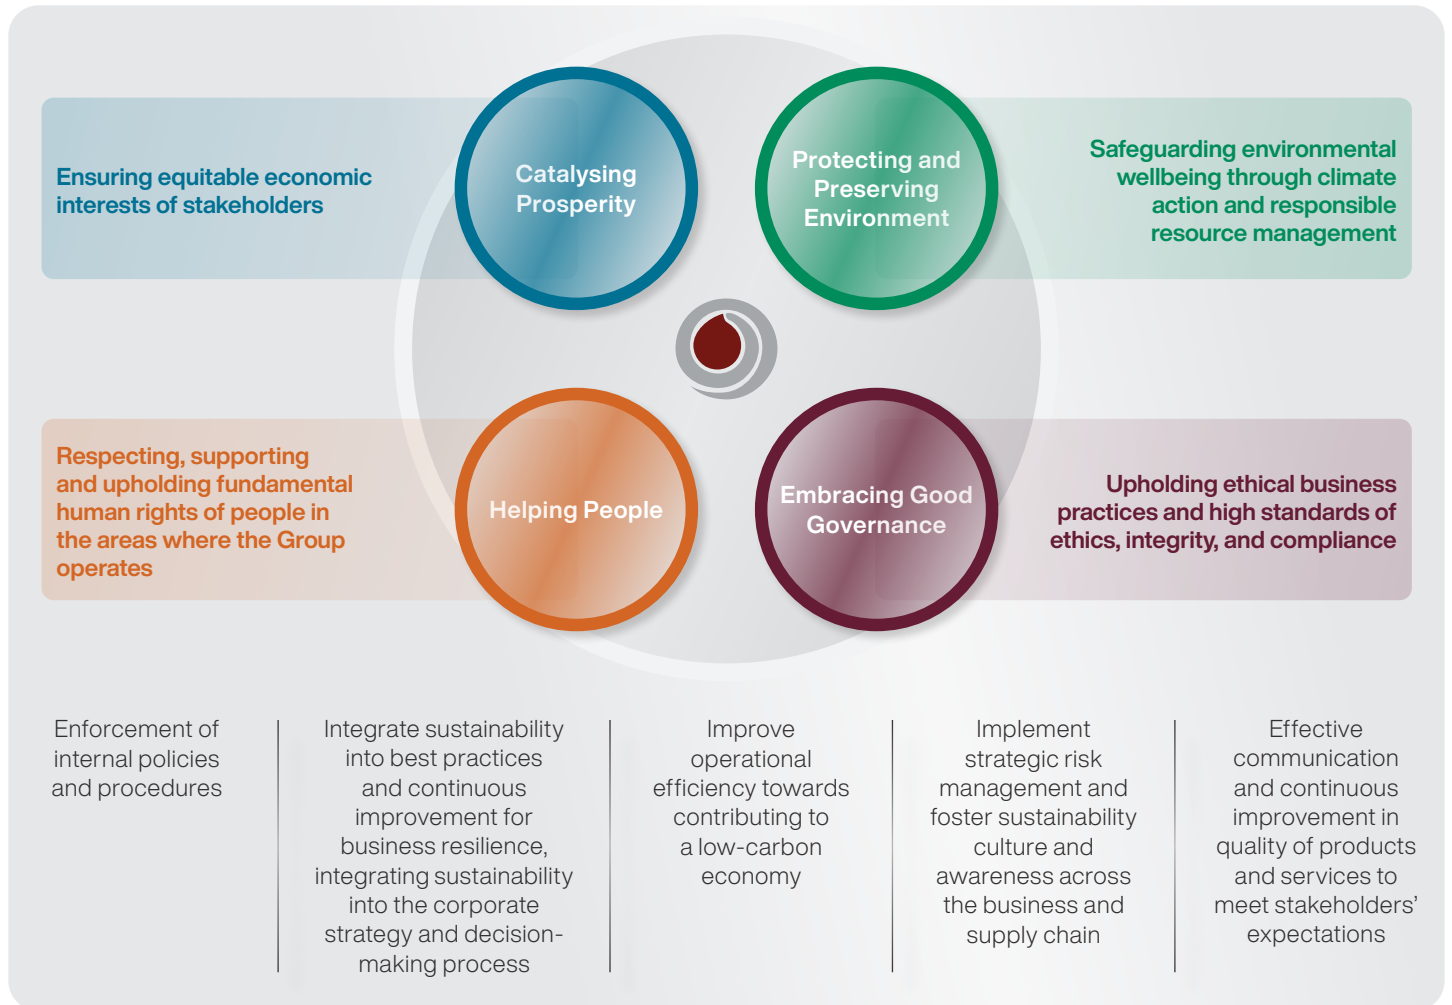 Ensuring equitable economic
interests of stakeholders
Catalysing
Prosperity
Protecting and
Preserving
Environment
Safeguarding environmental
wellbeing through climate
action and responsible
resource management
Respecting, supporting
and upholding fundamental
human rights of people in
the areas where the Group
operates
Helping People
Embracing Good
Governance
Upholding ethical business
practices and high standards of
ethics, integrity, and compliance
Enforcement of
internal policies
and procedures
Integrate sustainability
into best practices
and continuous
improvement for
business resilience,
integrating sustainability
into the corporate
strategy and decision-
making process
Improve
operational
efficiency towards
contributing to
a low-carbon
economy
Implement
strategic risk
management and
foster sustainability
culture and
awareness across
the business and
supply chain
Effective
communication
and continuous
improvement in
quality of products
and services to
meet stakeholders’
expectations